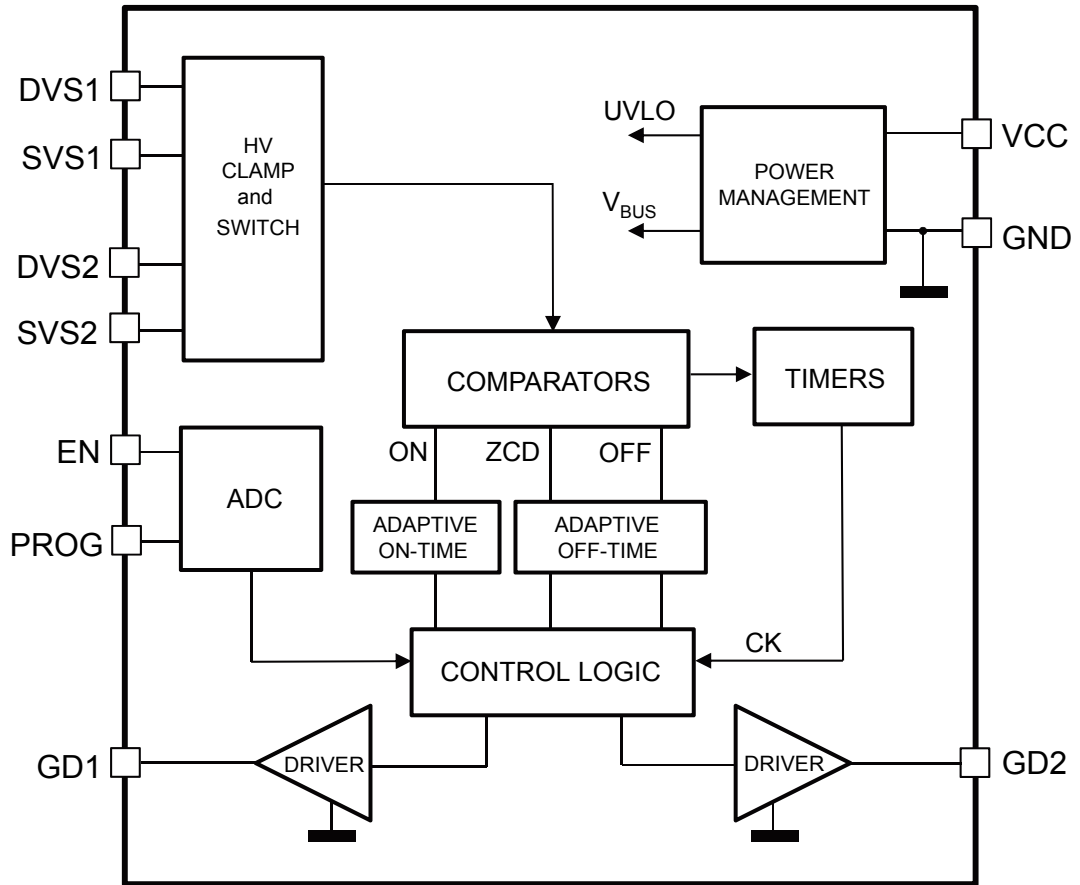 DVS1
SVS1
DVS2
SVS2
HV
CLAMP
and
SWITCH
UVLO
V_BUS
POWER
MANAGEMENT
VCC
GND
COMPARATORS
TIMERS
EN
PROG
ADC
ON
ZCD
OFF
ADAPTIVE
ON-TIME
ADAPTIVE
OFF-TIME
CONTROL LOGIC
CK
GD1
DRIVER
DRIVER
GD2